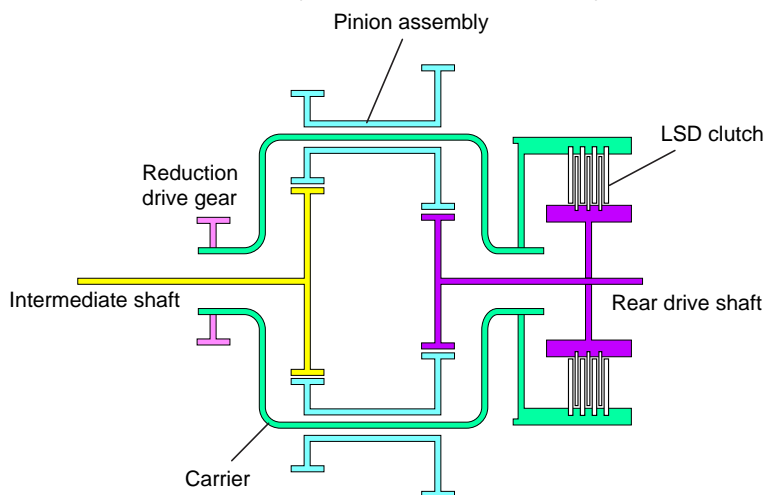 Pinion assembly
LSD clutch
Reduction
drive gear
Intermediate shaft
Rear drive shaft
Carrier